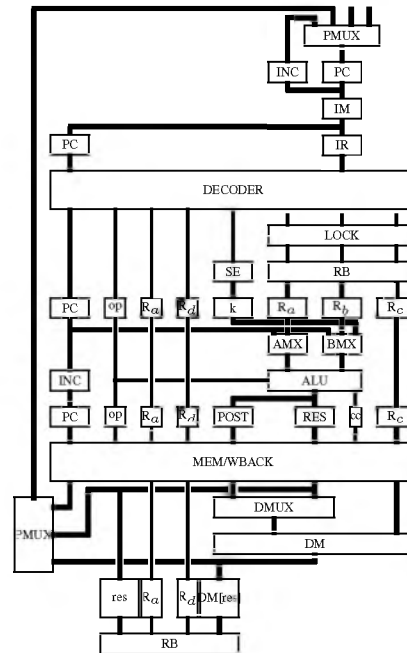 PMUX
INC PC
IM
PC IR
DECODER
LOCK
SE RB
PC op Ra Rd k Ra Rb Rc
AMX BMX
INC ALU
PC op Ra Rd POST RES cc Rc
MEM/WBACK
PMUX DMUX
DM
res Ra Rd DM[res]
RB